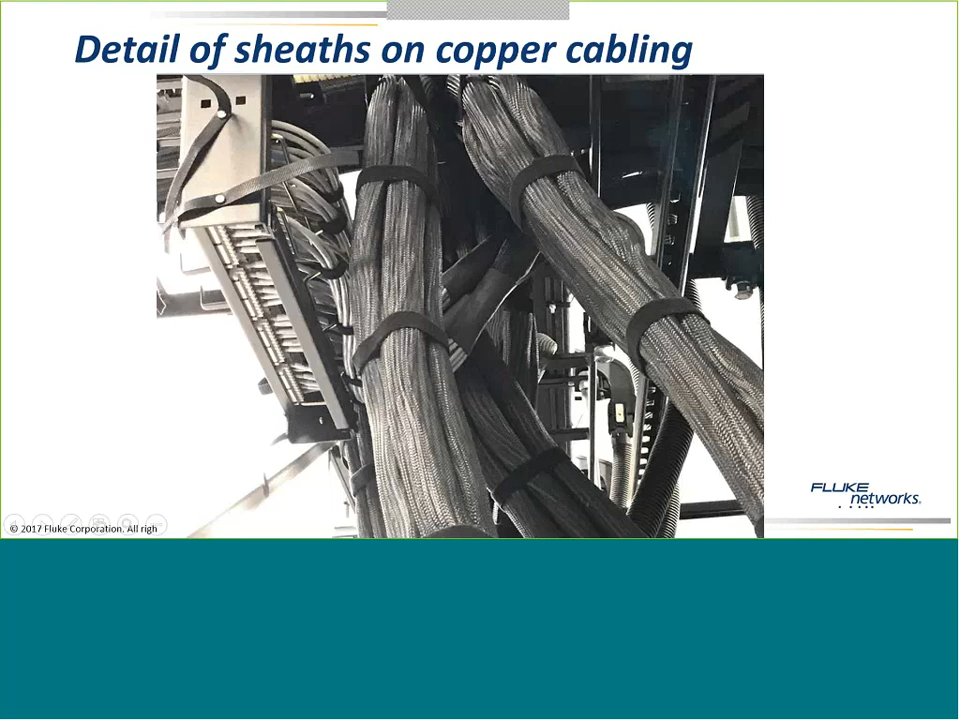 Detail of sheaths on copper cabling
FLUKE
networks®
© 2017 Fluke Corporation. All righ